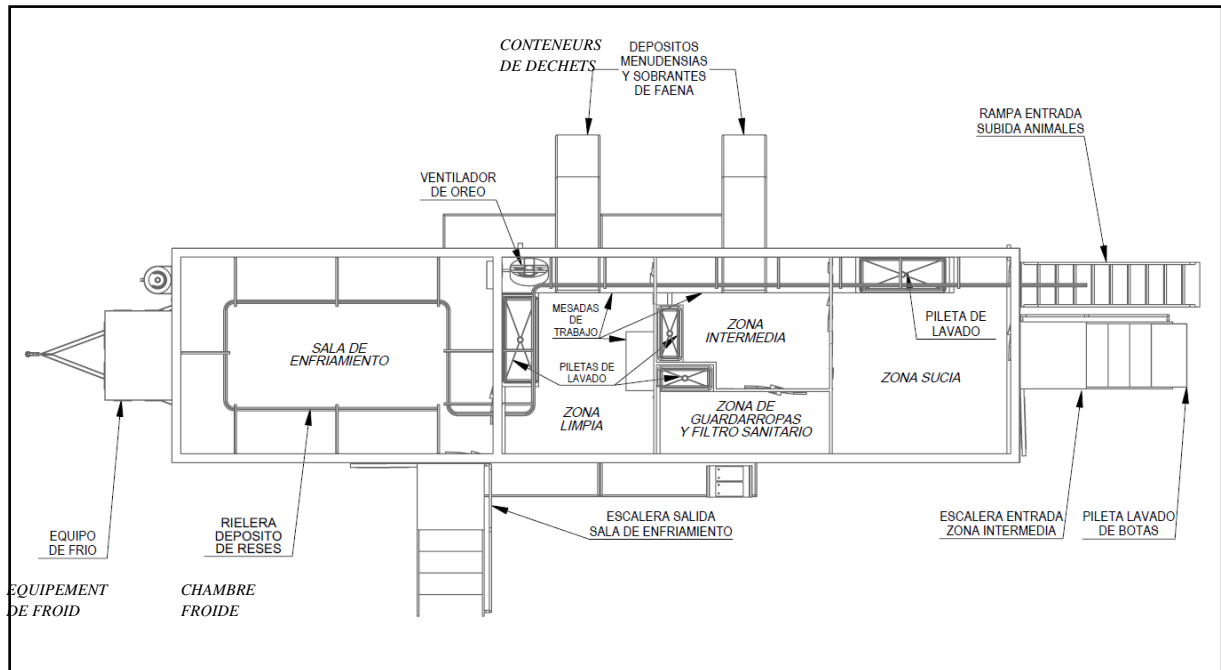 CONTENEURS
DE DECHETS
DEPOSITOS
MENUDENSIAS
Y SOBRANTES
DE FAENA
RAMPA ENTRADA
SUBIDA ANIMALES
VENTILADOR
DE OREO
MESADAS
DE
TRABAJO
ZONA
INTERMEDIA
PILETA DE
LAVADO
SALA DE
ENFRIAMIENTO
PILETAS DE
LAVADO
ZONA SUCIA
ZONA
LIMPIA
ZONA DE
GUARDARROPAS
Y FILTRO SANITARIO
EQUIPO
DE FRIO
RIELERA
DEPOSITO
DE RESES
ESCALERA SALIDA
SALA DE ENFRIAMIENTO
ESCALERA ENTRADA
ZONA INTERMEDIA
PILETA LAVADO
DE BOTAS
EQUIPEMENT
DE FROID
CHAMBRE
FROIDE